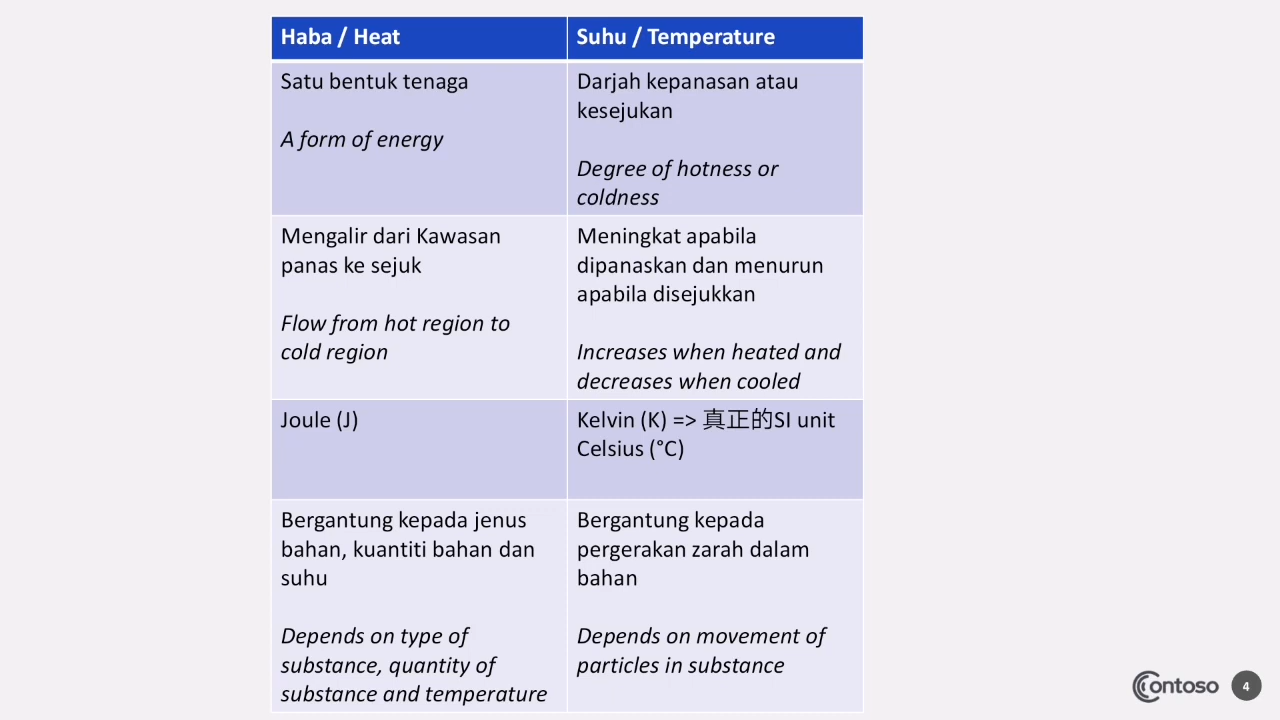 Haba / Heat
Suhu / Temperature
Satu bentuk tenaga
A form of energy
Darjah kepanasan atau
kesejukan
Degree of hotness or
coldness
Mengalir dari Kawasan
panas ke sejuk
Flow from hot region to
cold region
Meningkat apabila
dipanaskan dan menurun
apabila disejukkan
Increases when heated and
decreases when cooled
Joule (J)
Kelvin (K) => 真正的SI unit
Celsius (°C)
Bergantung kepada jenus
bahan, kuantiti bahan dan
suhu
Depends on type of
substance, quantity of
substance and temperature
Bergantung kepada
pergerakan zarah dalam
bahan
Depends on movement of
particles in substance
Contoso
4